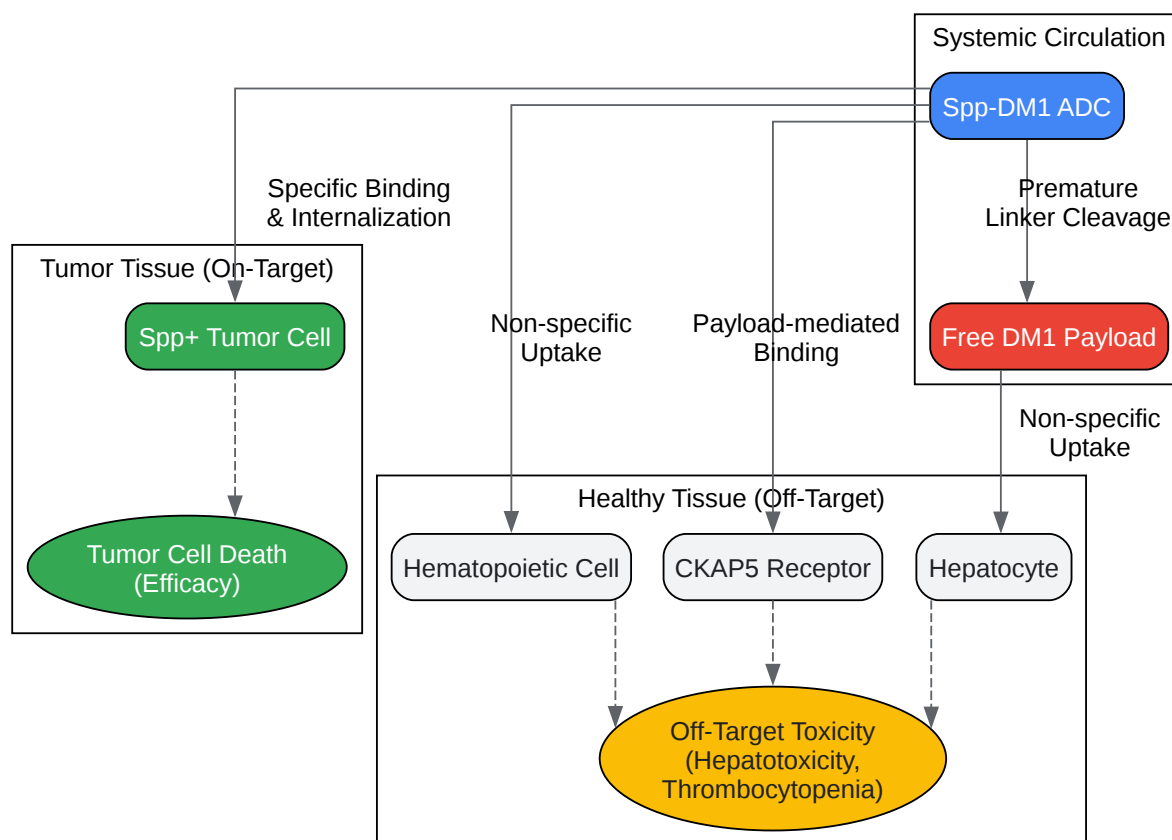 Systemic Circulation
Spp-DM1 ADC
Specific Binding
& Internalization
Premature
Linker Cleavage
Tumor Tissue (On-Target)
Spp+ Tumor Cell
Non-specific
Uptake
Payload-mediated
Binding
Free DM1 Payload
Non-specific
Uptake
Healthy Tissue (Off-Target)
Tumor Cell Death
(Efficacy)
Hematopoietic Cell
CKAP5 Receptor
Hepatocyte
Off-Target Toxicity
(Hepatotoxicity,
Thrombocytopenia)